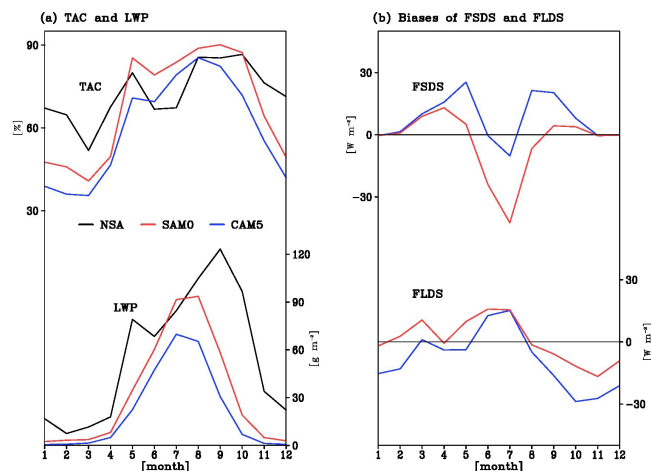 (a) TAC and LWP
90
TAC
[%]
60
30
NSA SAM0 CAM5
120
LWP
90
60
[g m⁻²]
30
0
1 2 3 4 5 6 7 8 9 10 11 12
[month]
(b) Biases of FSDS and FLDS
30
FSDS
0
[W m⁻²]
-30
30
FLDS
0
[W m⁻²]
-30
1 2 3 4 5 6 7 8 9 10 11 12
[month]